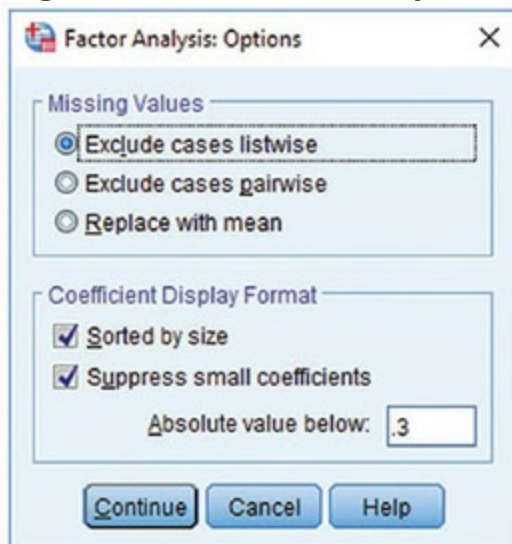 Factor Analysis: Options
Missing Values
Exclude cases listwise
Exclude cases pairwise
Replace with mean
Coefficient Display Format
Sorted by size
Suppress small coefficients
Absolute value below: .3
Continue Cancel Help